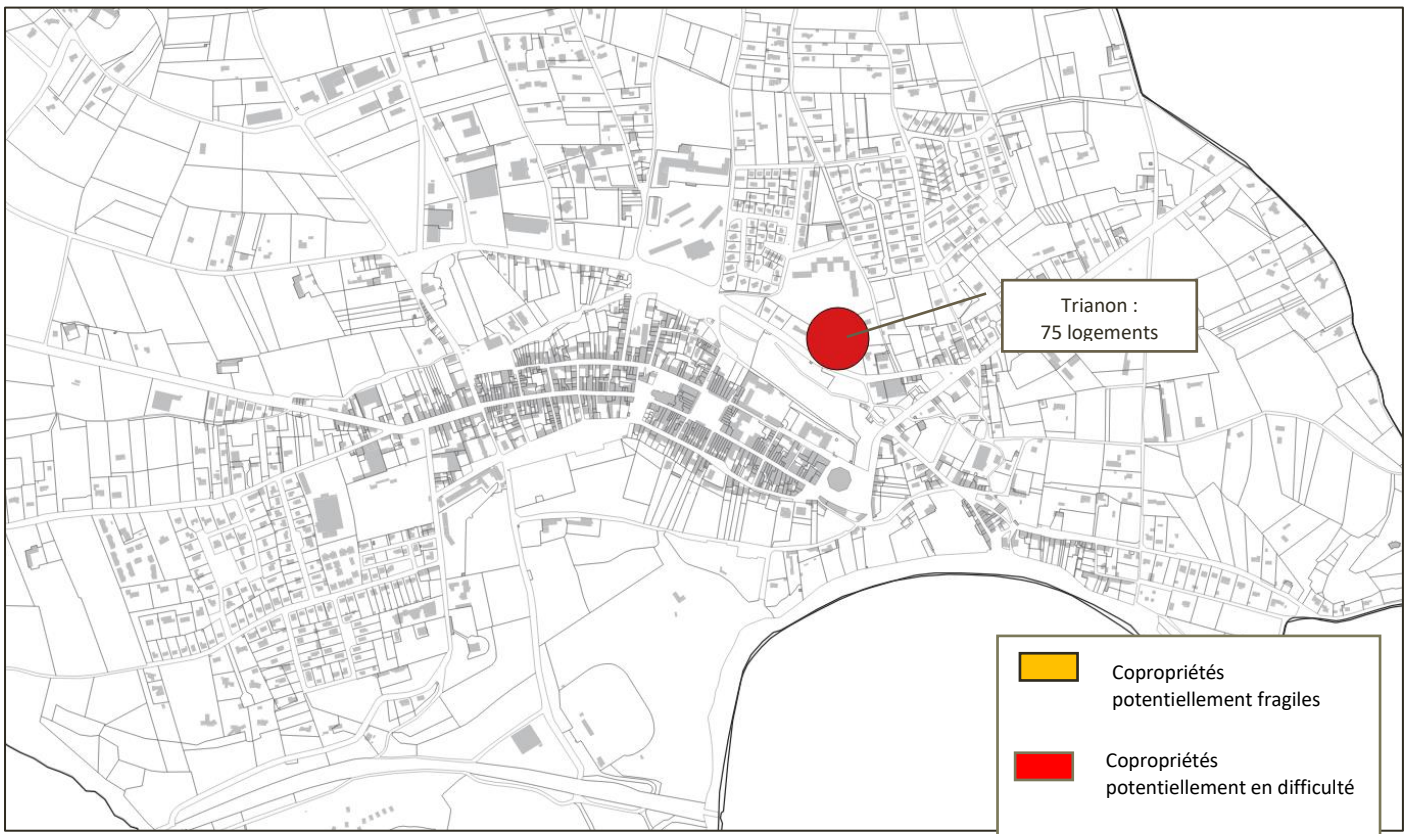 Trianon :
75 logements
Copropriétés
potentiellement fragiles
Copropriétés
potentiellement en difficulté